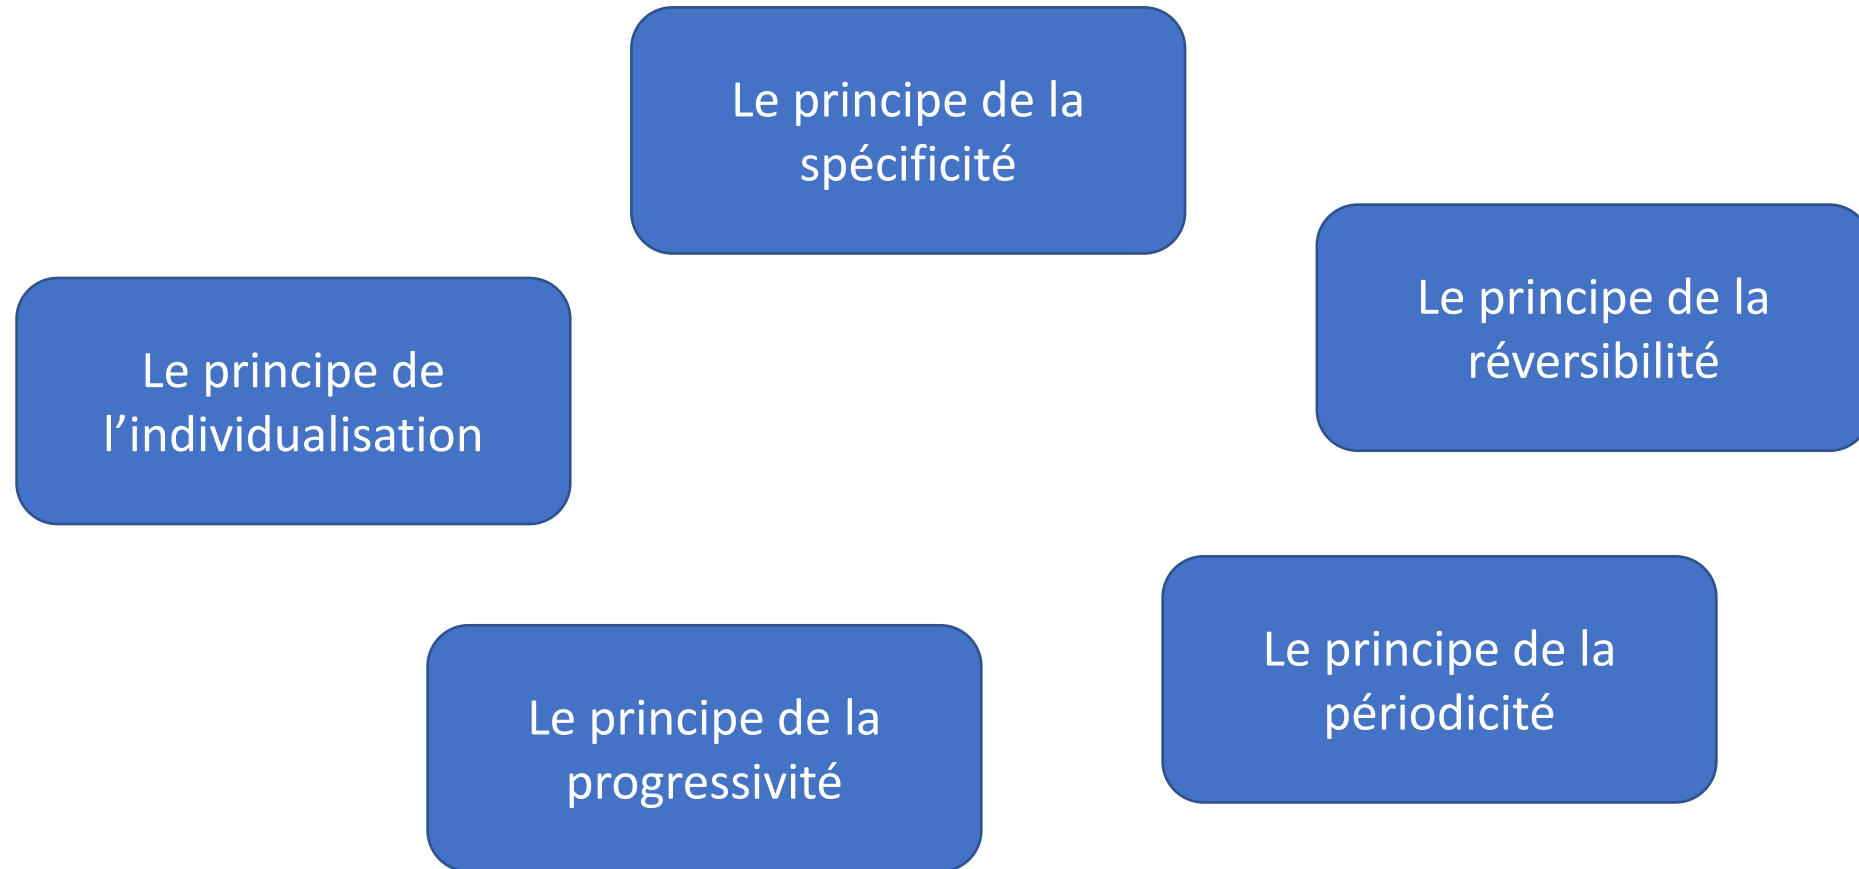 Le principe de la
spécificité
Le principe de la
réversibilité
Le principe de
l’individualisation
Le principe de la
périodicité
Le principe de la
progressivité